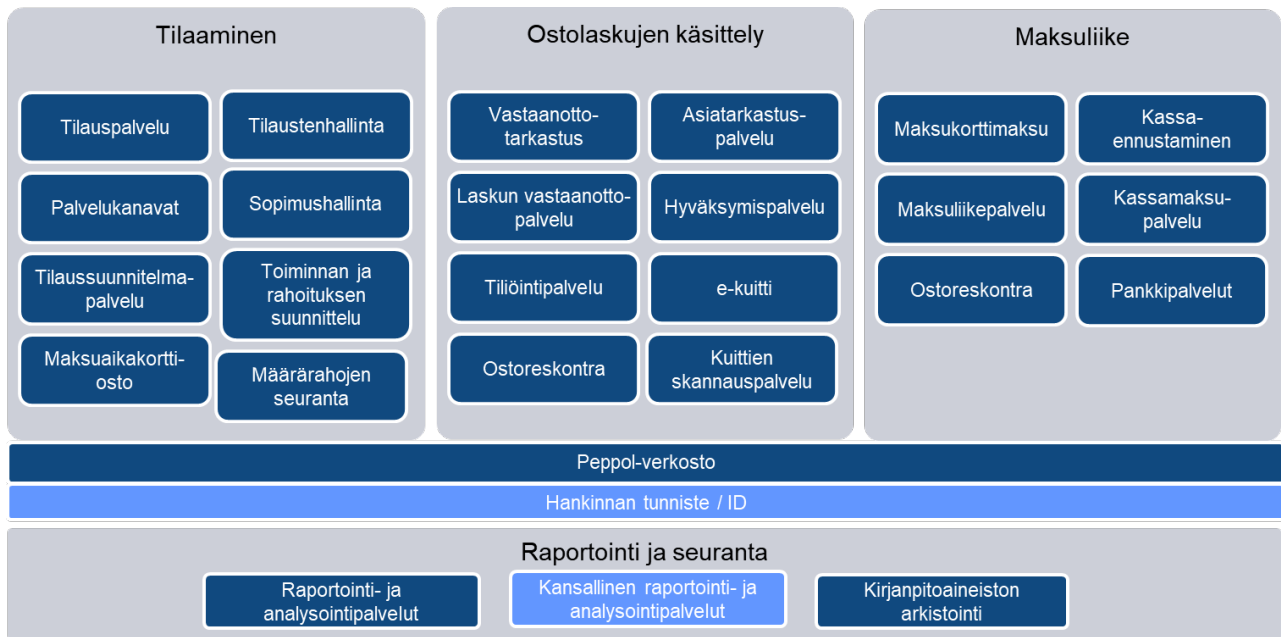 Tilaaminen
Tilauspalvelu
Tilaustenhallinta
Palvelukanavat
Sopimushallinta
Tilaussuunnitelma-
palvelu
Toiminnan ja
rahoituksen
suunnittelu
Maksuaikakortti-
osto
Määrärahojen
seuranta
Ostolaskujen käsittely
Vastaanotto-
tarkastus
Asiatarkastus-
palvelu
Laskun vastaanotto-
palvelu
Hyväksymispalvelu
Tiliöintipalvelu
e-kuitti
Ostoreskontra
Kuittien
skannauspalvelu
Maksuliike
Maksukorttimaksu
Kassa-
ennustaminen
Maksuliikepalvelu
Kassamaksu-
palvelu
Ostoreskontra
Pankkipalvelut
Peppol-verkosto
Hankinnan tunniste / ID
Raportointi ja seuranta
Raportointi- ja
analysointipalvelut
Kansallinen raportointi- ja
analysointipalvelut
Kirjanpitoaineiston
arkistointi